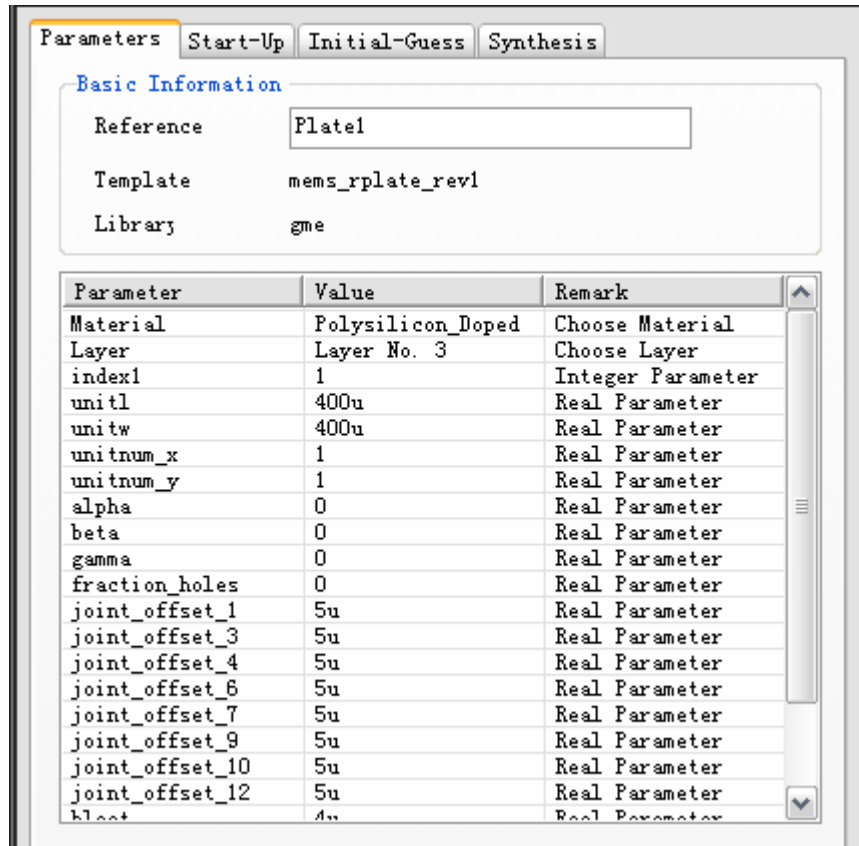 Parameters Start-Up Initial-Guess Synthesis
Basic Information
Reference Plate1
Template mems_rplate_rev1
Library gme
Parameter Value Remark
Material Polysilicon_Doped Choose Material
Layer Layer No. 3 Choose Layer
index1 1 Integer Parameter
unitl 400u Real Parameter
unitw 400u Real Parameter
unitnum_x 1 Real Parameter
unitnum_y 1 Real Parameter
alpha 0 Real Parameter
beta 0 Real Parameter
gamma 0 Real Parameter
fraction_holes 0 Real Parameter
joint_offset_1 5u Real Parameter
joint_offset_3 5u Real Parameter
joint_offset_4 5u Real Parameter
joint_offset_6 5u Real Parameter
joint_offset_7 5u Real Parameter
joint_offset_9 5u Real Parameter
joint_offset_10 5u Real Parameter
joint_offset_12 5u Real Parameter
4u Real Parameter